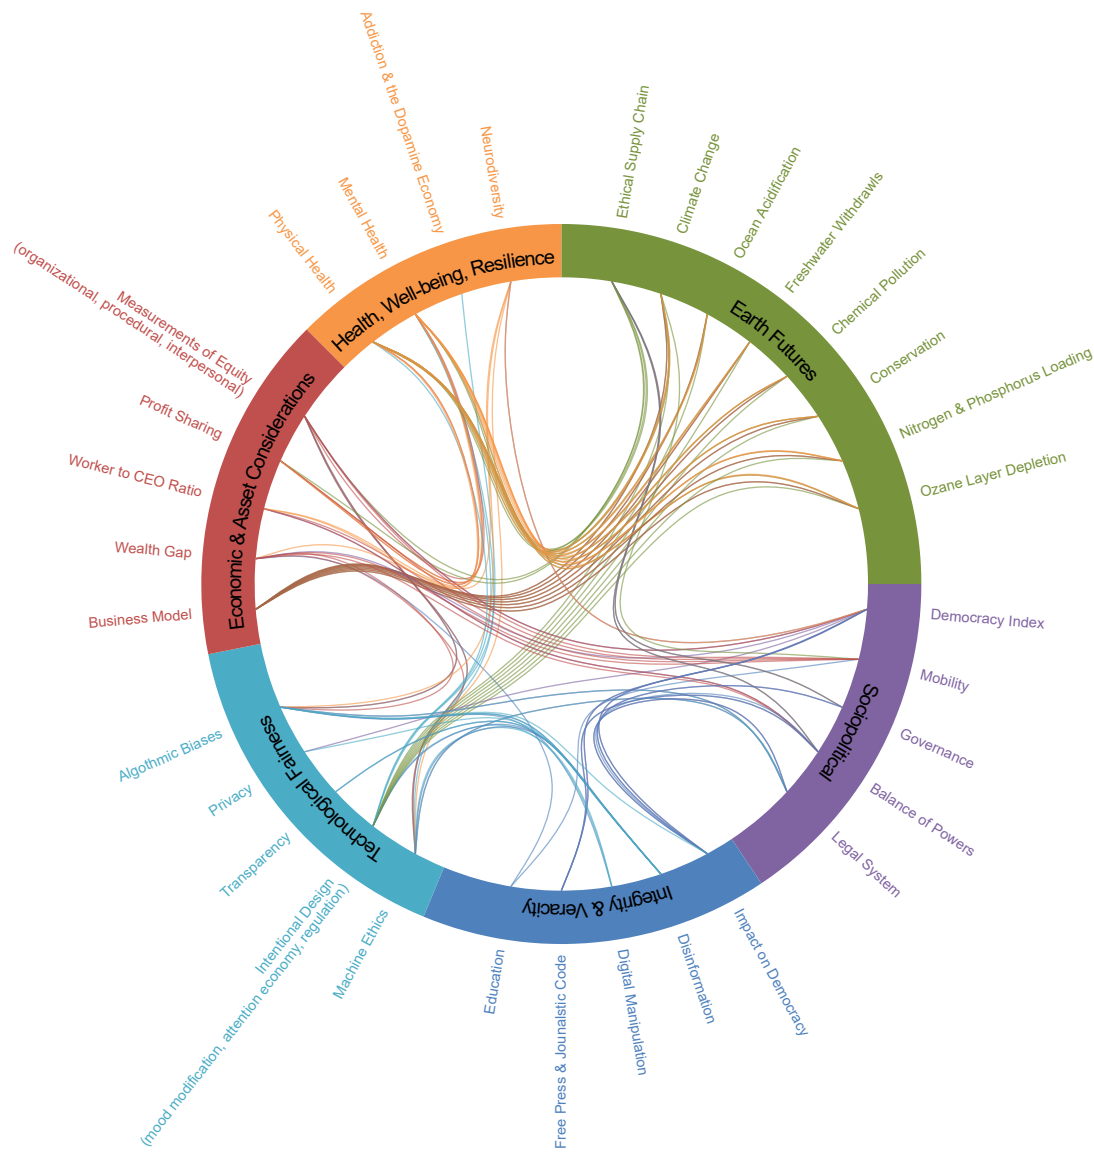 Addiction & the Dopamine Economy
Neurodiversity
Mental Health
Physical Health
Health, Well-being, Resilience
Ethical Supply Chain
Climate Change
Ocean Acidification
Freshwater Withdrawls
Chemical Pollution
Conservation
Nitrogen & Phosphorus Loading
Ozane Layer Depletion
Earth Futures
Measurements of Equity
(organizational, procedural, interpersonal)
Profit Sharing
Worker to CEO Ratio
Wealth Gap
Business Model
Economic & Asset Considerations
Democracy Index
Mobility
Governance
Balance of Powers
Legal System
Sociopolitical
Algothmic Biases
Privacy
Transparency
Intentional Design
(mood modification, attention economy, regulation)
Machine Ethics
Technological Fairness
Education
Free Press & Jounalstic Code
Digital Manipulation
Disinformation
Impact on Democracy
Integrity & Veracity